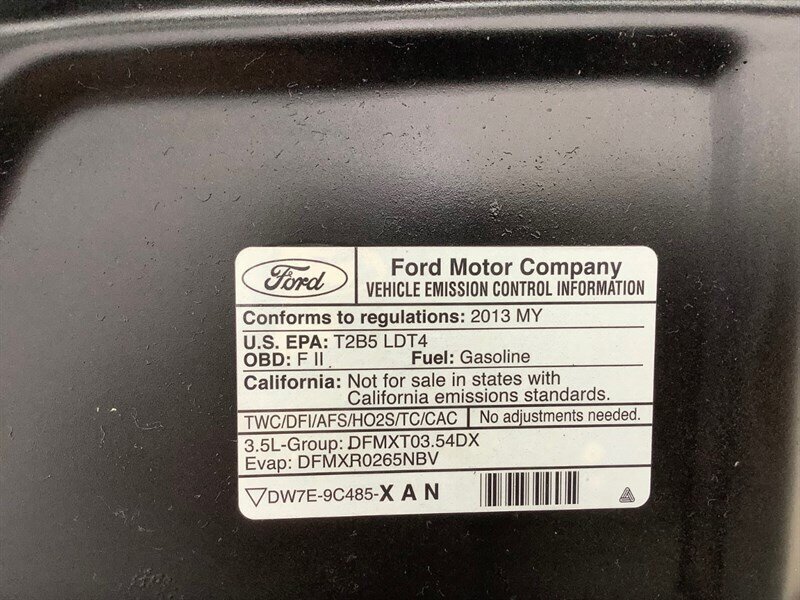 Ford
Ford Motor Company
VEHICLE EMISSION CONTROL INFORMATION
Conforms to regulations: 2013 MY
U.S. EPA: T2B5 LDT4
OBD: F II Fuel: Gasoline
California: Not for sale in states with
California emissions standards.
TWC/DFI/AFS/HO2S/TC/CAC No adjustments needed.
3.5L-Group: DFMXT03.54DX
Evap: DFMXR0265NBV
DW7E-9C485-X A N